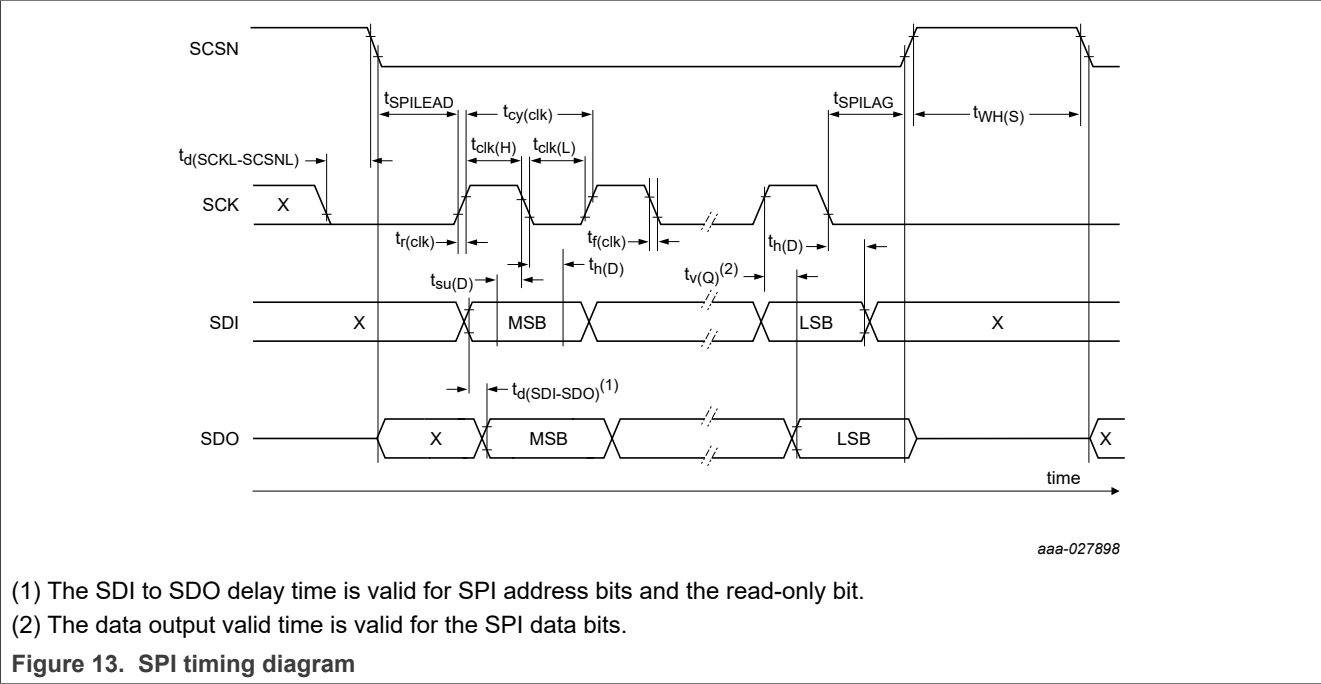 SCSN
tSPILEAD
tcy(clk)
tSPILAG
tWH(S)
td(SCKL-SCSNL)
tclk(H)
tclk(L)
SCK
X
tr(clk)
tf(clk)
th(D)
tsu(D)
th(D)
tv(Q)(2)
SDI
X
MSB
LSB
X
td(SDI-SDO)(1)
SDO
X
MSB
LSB
X
time
aaa-027898
(1) The SDI to SDO delay time is valid for SPI address bits and the read-only bit.
(2) The data output valid time is valid for the SPI data bits.
Figure 13. SPI timing diagram